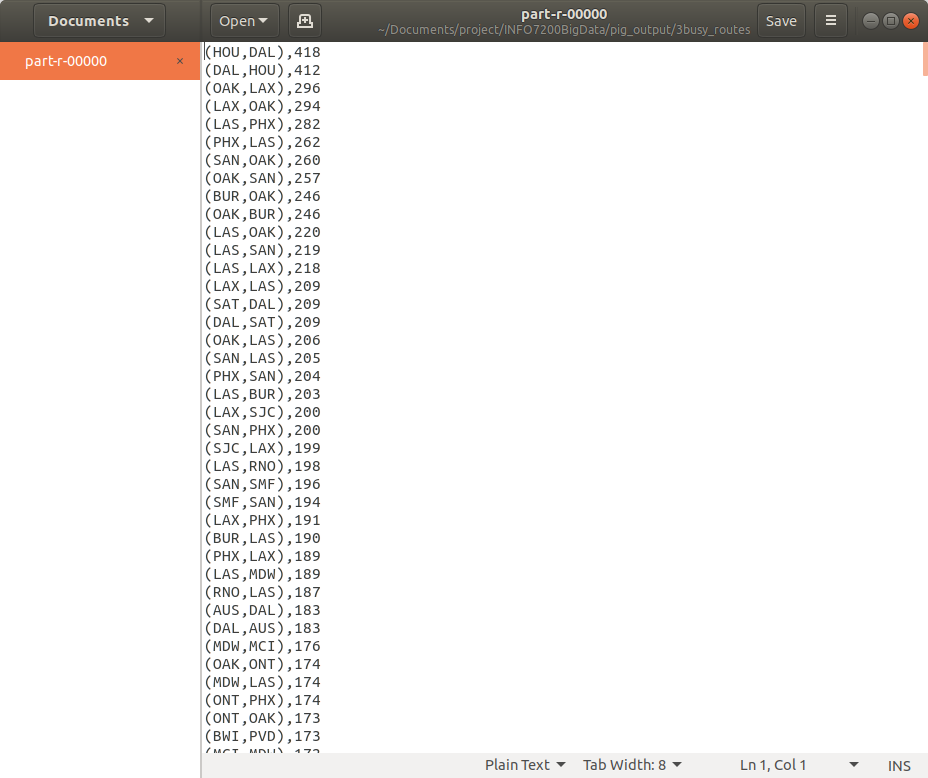 Documents
Open
part-r-00000
~/Documents/project/INFO7200BigData/pig_output/3busy_routes
Save
part-r-00000
(HOU,DAL),418
(DAL,HOU),412
(OAK,LAX),296
(LAX,OAK),294
(LAS,PHX),282
(PHX,LAS),262
(SAN,OAK),260
(OAK,SAN),257
(BUR,OAK),246
(OAK,BUR),246
(LAS,OAK),220
(LAS,SAN),219
(LAS,LAX),218
(LAX,LAS),209
(SAT,DAL),209
(DAL,SAT),209
(OAK,LAS),206
(SAN,LAS),205
(PHX,SAN),204
(LAS,BUR),203
(LAX,SJC),200
(SAN,PHX),200
(SJC,LAX),199
(LAS,RNO),198
(SAN,SMF),196
(SMF,SAN),194
(LAX,PHX),191
(BUR,LAS),190
(PHX,LAX),189
(LAS,MDW),189
(RNO,LAS),187
(AUS,DAL),183
(DAL,AUS),183
(MDW,MCI),176
(OAK,ONT),174
(MDW,LAS),174
(ONT,PHX),174
(ONT,OAK),173
(BWI,PVD),173
Plain Text
Tab Width: 8
Ln 1, Col 1
INS